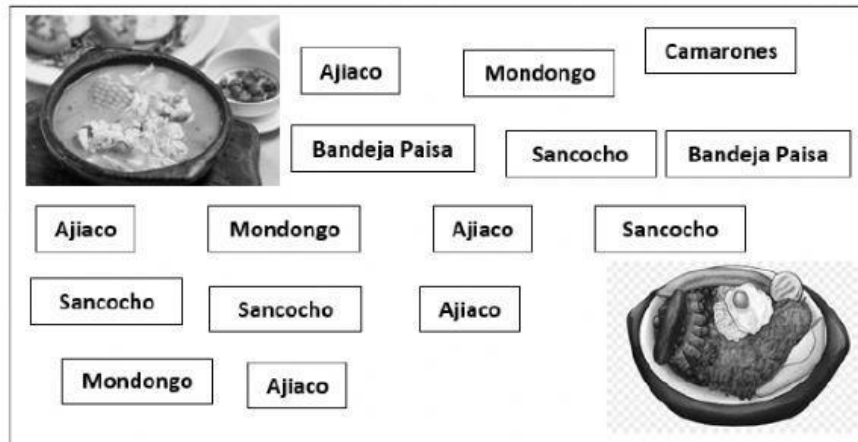 Ajiaco Mondongo Camarones
Bandeja Paisa Sancocho Bandeja Paisa
Ajiaco Mondongo Ajiaco Sancocho
Sancocho Sancocho Ajiaco
Mondongo Ajiaco